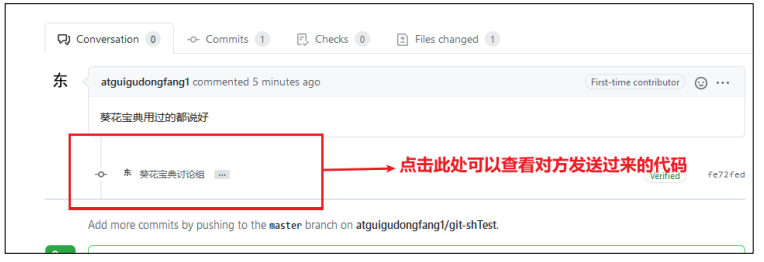 Conversation 0 Commits 1 Checks 0 Files changed 1
东 atguigudongfang1 commented 5 minutes ago First-time contributor
葵花宝典用过的都说好
东 葵花宝典讨论组 ... 点击此处可以查看对方发送过来的代码 Verified fe72fed
Add more commits by pushing to the master branch on atguigudongfang1/git-shTest.